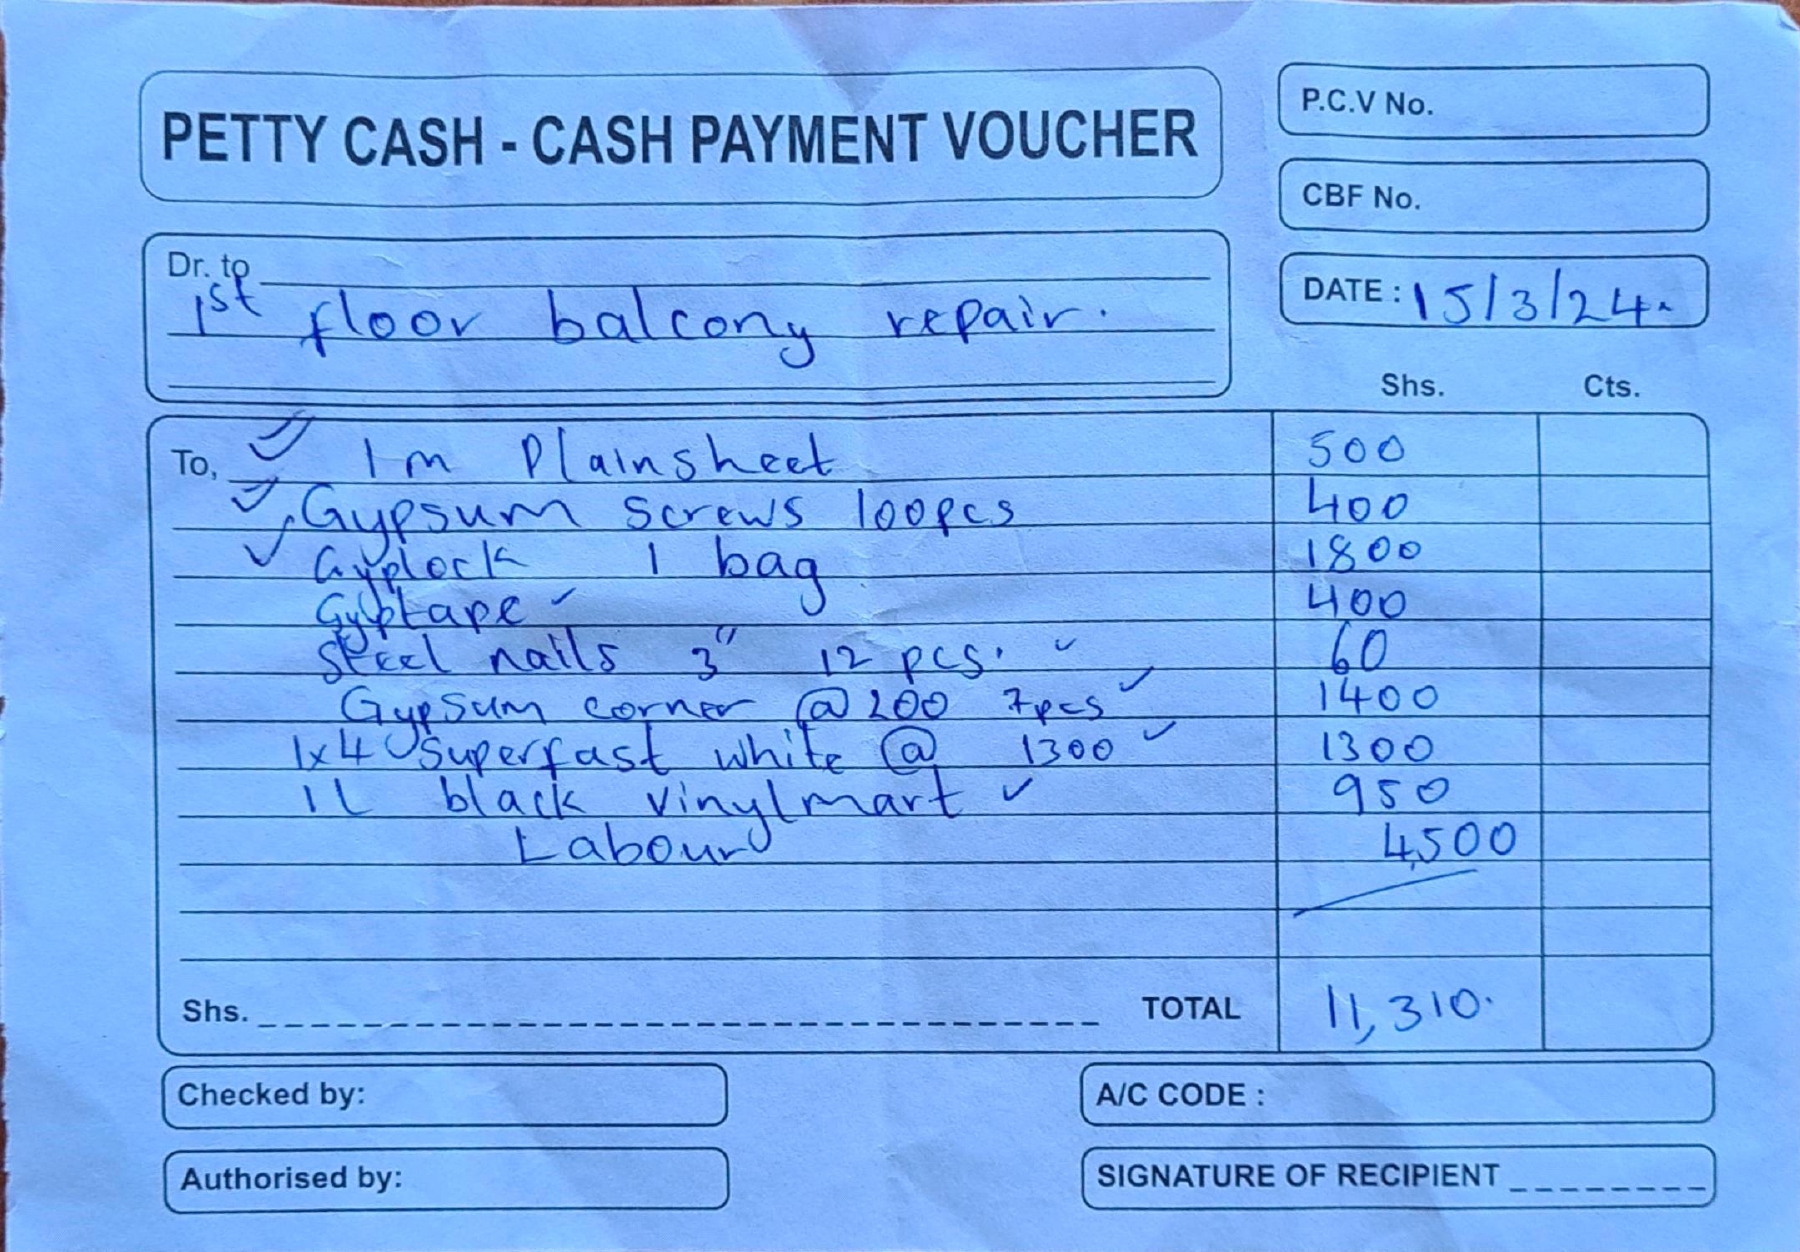 PETTY CASH - CASH PAYMENT VOUCHER
P.C.V No.
CBF No.
DATE : 15/3/24.
Dr. to
1st floor balcony repair.
Shs. Cts.
To, 1m Plainsheet 500
Gypsum screws 100pcs 400
Gyplock 1 bag 1800
Gyptape 400
Steel nails 3" 12 pcs. 60
Gypsum corner @ 200 7pcs 1400
1x4 Superfast white @ 1300 1300
1L black vinylmart 950
Labour 4,500
Shs. TOTAL 11,310.
Checked by:
A/C CODE :
Authorised by:
SIGNATURE OF RECIPIENT